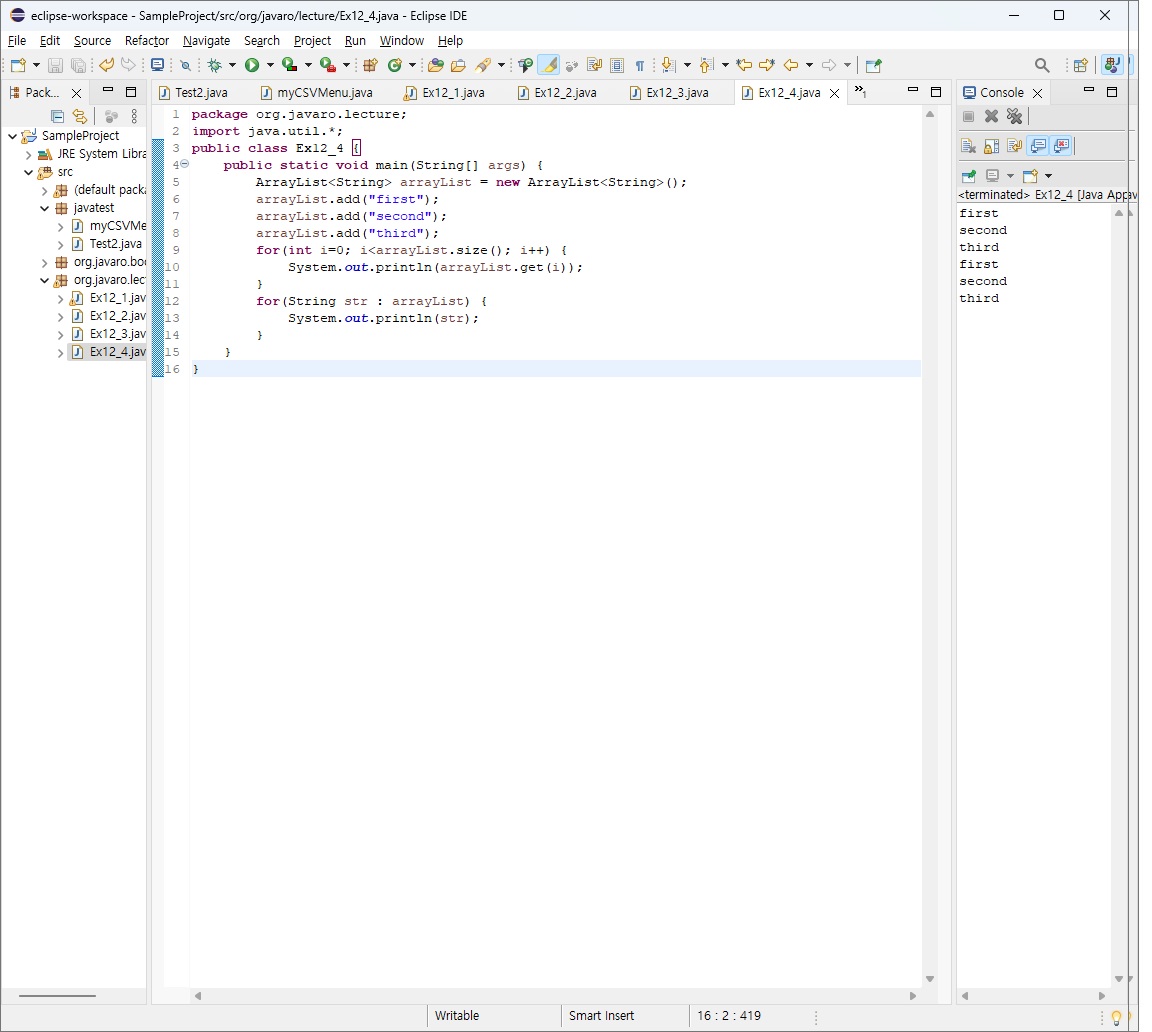 eclipse-workspace - SampleProject/src/org/javaro/lecture/Ex12_4.java - Eclipse IDE
File Edit Source Refactor Navigate Search Project Run Window Help
Pack...
SampleProject
JRE System Libra
src
(default packa
javatest
myCSVMe
Test2.java
org.javaro.boo
org.javaro.lec
Ex12_1.jav
Ex12_2.jav
Ex12_3.jav
Ex12_4.jav
Test2.java myCSVMenu.java Ex12_1.java Ex12_2.java Ex12_3.java Ex12_4.java »1
1 package org.javaro.lecture;
2 import java.util.*;
3 public class Ex12_4 {
4 public static void main(String[] args) {
5 ArrayList<String> arrayList = new ArrayList<String>();
6 arrayList.add("first");
7 arrayList.add("second");
8 arrayList.add("third");
9 for(int i=0; i<arrayList.size(); i++) {
10 System.out.println(arrayList.get(i));
11 }
12 for(String str : arrayList) {
13 System.out.println(str);
14 }
15 }
16 }
Console
<terminated> Ex12_4 [Java App
first
second
third
first
second
third
Writable Smart Insert 16 : 2 : 419